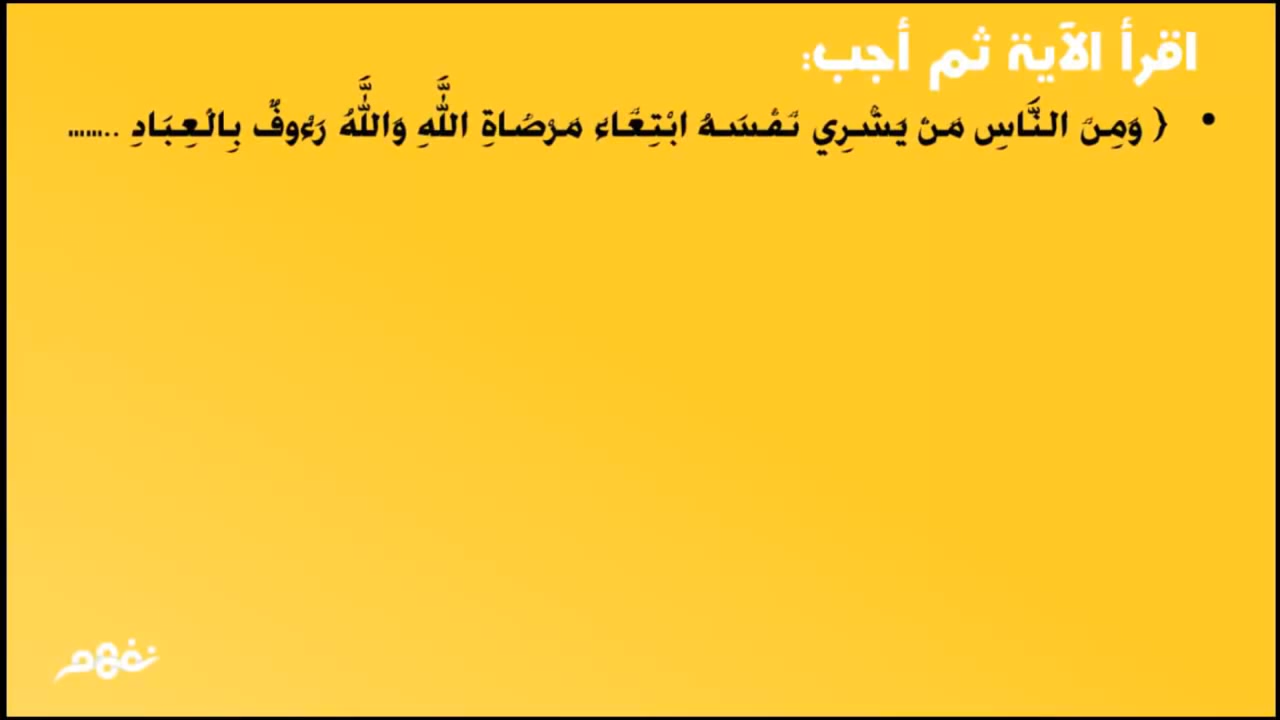 اقرأ الآية ثم أجب:
• ( وَمِنَ النَّاسِ مَنْ يَشْرِي نَفْسَهُ ابْتِغَاءَ مَرْضَاةِ اللَّهِ وَاللَّهُ رَءُوفٌ بِالْعِبَادِ ........
نفهم